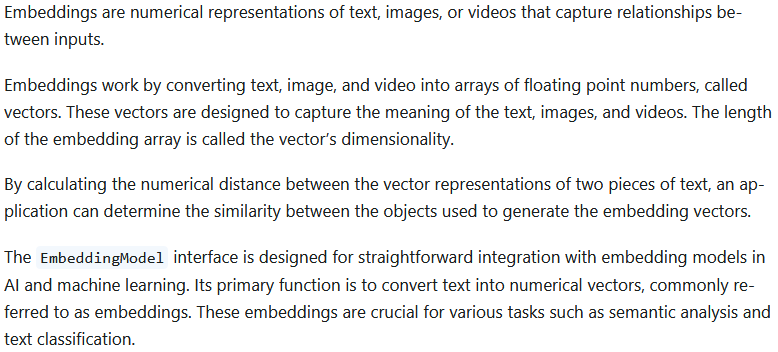 Embeddings are numerical representations of text, images, or videos that capture relationships be-
tween inputs.
Embeddings work by converting text, image, and video into arrays of floating point numbers, called
vectors. These vectors are designed to capture the meaning of the text, images, and videos. The length
of the embedding array is called the vector’s dimensionality.
By calculating the numerical distance between the vector representations of two pieces of text, an ap-
plication can determine the similarity between the objects used to generate the embedding vectors.
The EmbeddingModel interface is designed for straightforward integration with embedding models in
AI and machine learning. Its primary function is to convert text into numerical vectors, commonly re-
ferred to as embeddings. These embeddings are crucial for various tasks such as semantic analysis and
text classification.